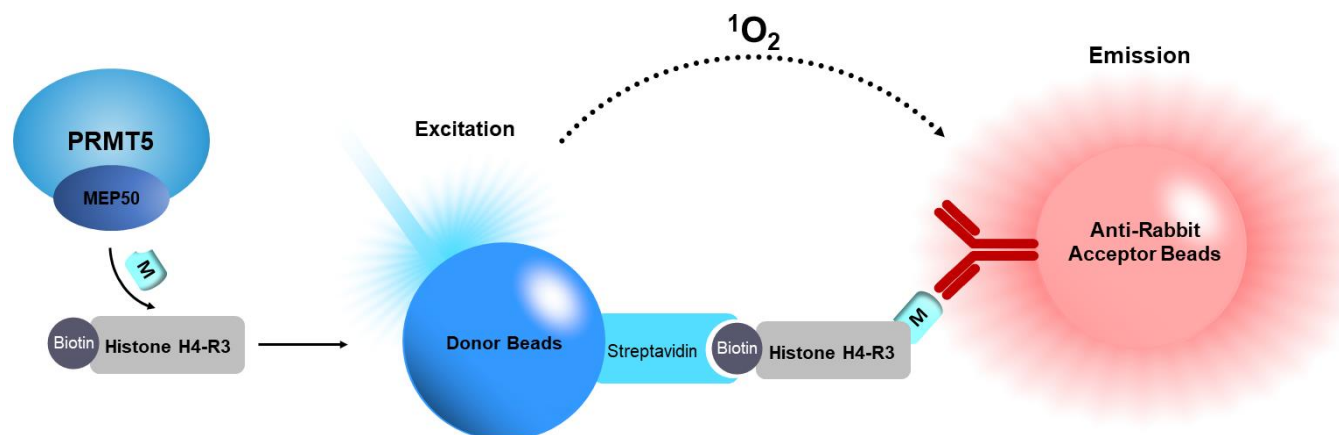 PRMT5
MEP50
M
Biotin Histone H4-R3
Excitation
Donor Beads
Streptavidin
Biotin Histone H4-R3
M
¹O₂
Emission
Anti-Rabbit
Acceptor Beads